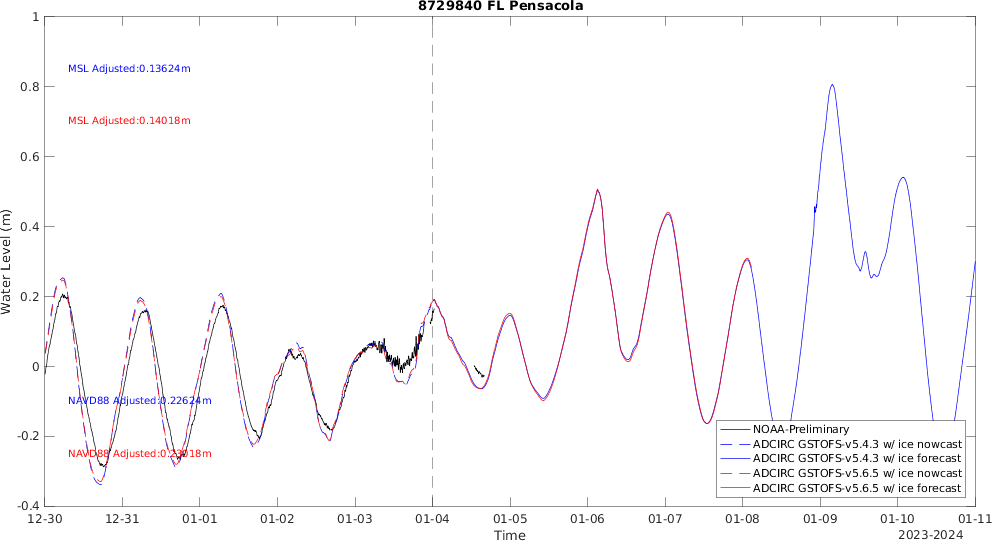 8729840 FL Pensacola
1
0.8
0.6
0.4
0.2
0
-0.2
-0.4
Water Level (m)
MSL Adjusted:0.13624m
MSL Adjusted:0.14018m
NAVD88 Adjusted:0.22624m
NAVD88 Adjusted:0.23018m
NOAA-Preliminary
ADCIRC GSTOFS-v5.4.3 w/ ice nowcast
ADCIRC GSTOFS-v5.4.3 w/ ice forecast
ADCIRC GSTOFS-v5.6.5 w/ ice nowcast
ADCIRC GSTOFS-v5.6.5 w/ ice forecast
12-30 12-31 01-01 01-02 01-03 01-04 01-05 01-06 01-07 01-08 01-09 01-10 01-11
Time
2023-2024